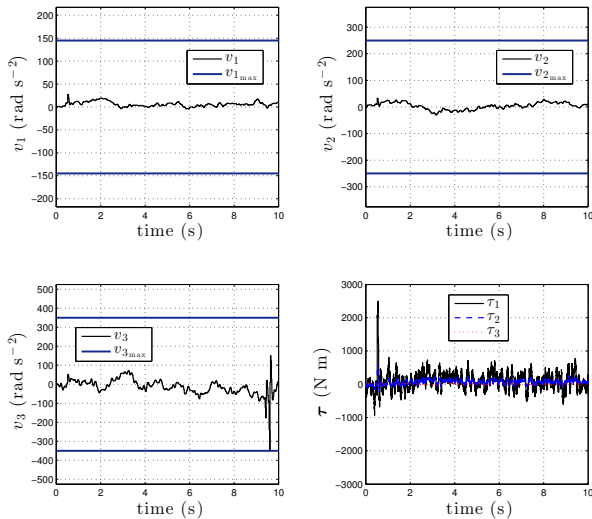 200
150
100
50
0
−50
−100
−150
−200
v₁ (rad s⁻²)
v₁
v₁ₘₐₓ
0 2 4 6 8 10
time (s)
300
200
100
0
−100
−200
−300
v₂ (rad s⁻²)
v₂
v₂ₘₐₓ
0 2 4 6 8 10
time (s)
500
400
300
200
100
0
−100
−200
−300
−400
−500
v₃ (rad s⁻²)
v₃
v₃ₘₐₓ
0 2 4 6 8 10
time (s)
3000
2000
1000
0
−1000
−2000
−3000
τ (N m)
τ₁
τ₂
τ₃
0 2 4 6 8 10
time (s)